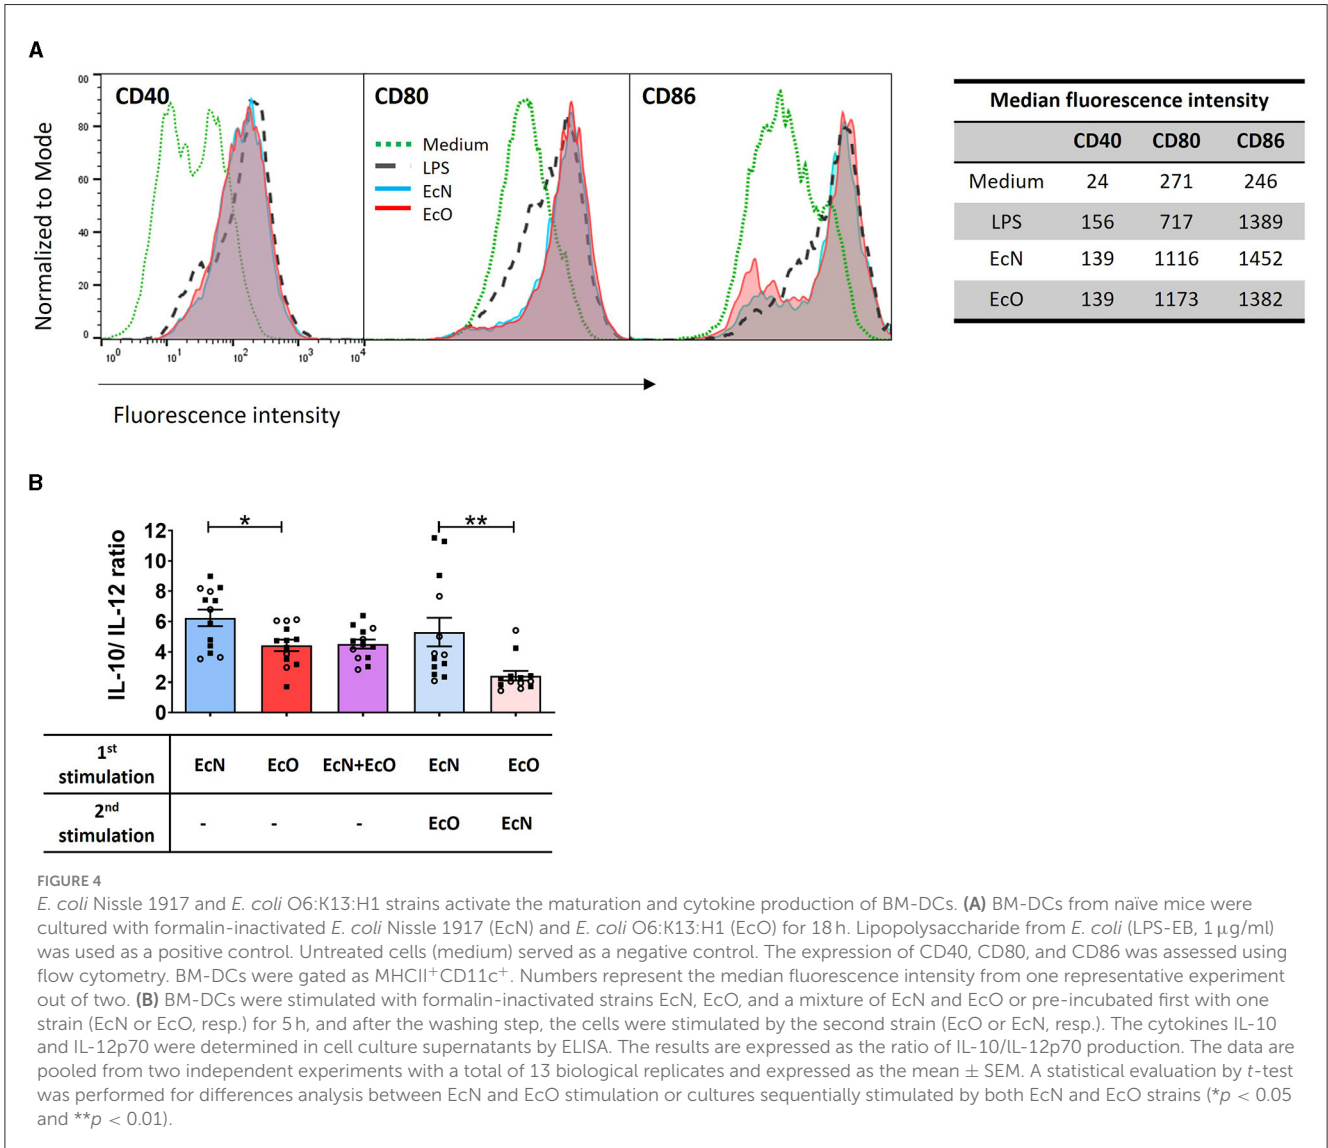 A
CD40
CD80
CD86
Normalized to Mode
00
80
60
40
20
0
10⁰
10¹
10²
10³
10⁴
Medium
LPS
EcN
EcO
Fluorescence intensity
Median fluorescence intensity
CD40 CD80 CD86
Medium 24 271 246
LPS 156 717 1389
EcN 139 1116 1452
EcO 139 1173 1382
B
IL-10/ IL-12 ratio
12
10
8
6
4
2
0
*
**
1st stimulation EcN EcO EcN+EcO EcN EcO
2nd stimulation - - - EcO EcN
FIGURE 4
E. coli Nissle 1917 and E. coli O6:K13:H1 strains activate the maturation and cytokine production of BM-DCs. (A) BM-DCs from naïve mice were
cultured with formalin-inactivated E. coli Nissle 1917 (EcN) and E. coli O6:K13:H1 (EcO) for 18 h. Lipopolysaccharide from E. coli (LPS-EB, 1 μg/ml)
was used as a positive control. Untreated cells (medium) served as a negative control. The expression of CD40, CD80, and CD86 was assessed using
flow cytometry. BM-DCs were gated as MHCII⁺CD11c⁺. Numbers represent the median fluorescence intensity from one representative experiment
out of two. (B) BM-DCs were stimulated with formalin-inactivated strains EcN, EcO, and a mixture of EcN and EcO or pre-incubated first with one
strain (EcN or EcO, resp.) for 5 h, and after the washing step, the cells were stimulated by the second strain (EcO or EcN, resp.). The cytokines IL-10
and IL-12p70 were determined in cell culture supernatants by ELISA. The results are expressed as the ratio of IL-10/IL-12p70 production. The data are
pooled from two independent experiments with a total of 13 biological replicates and expressed as the mean ± SEM. A statistical evaluation by t-test
was performed for differences analysis between EcN and EcO stimulation or cultures sequentially stimulated by both EcN and EcO strains (*p < 0.05
and **p < 0.01).